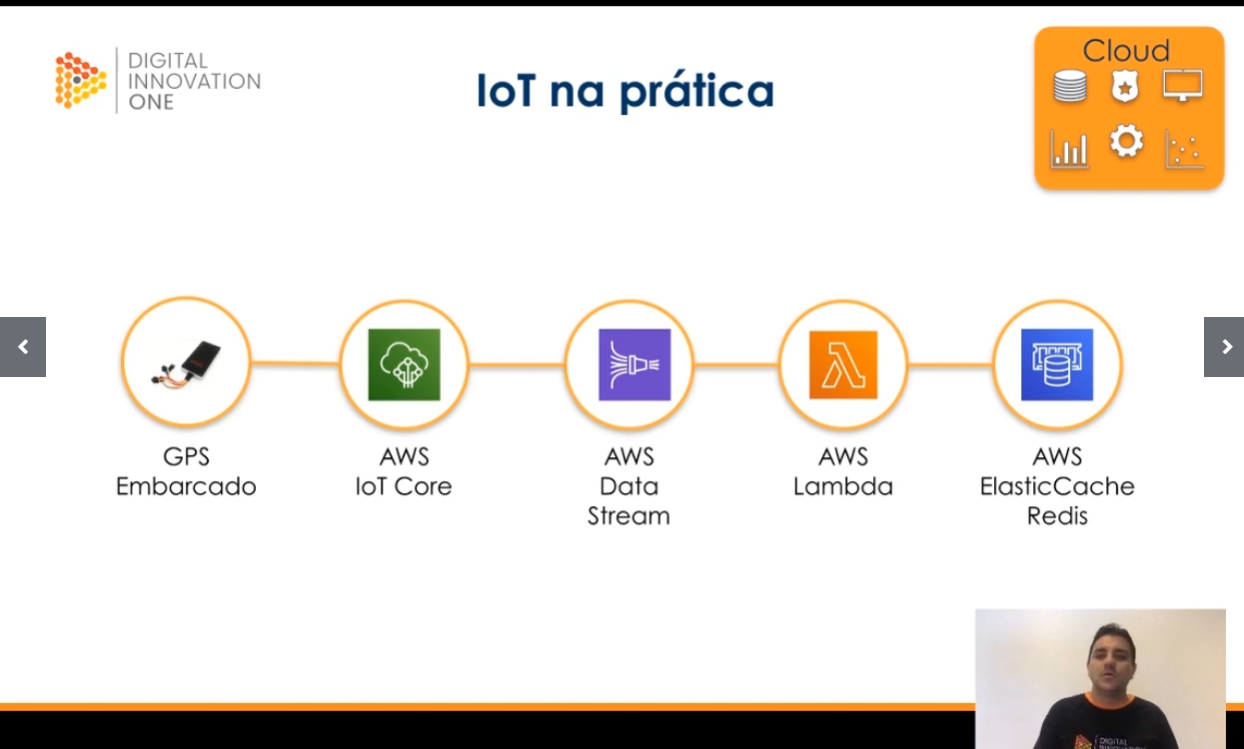 DIGITAL
INNOVATION
ONE
IoT na prática
Cloud
GPS
Embarcado
AWS
IoT Core
AWS
Data
Stream
AWS
Lambda
AWS
ElasticCache
Redis
DIGITAL